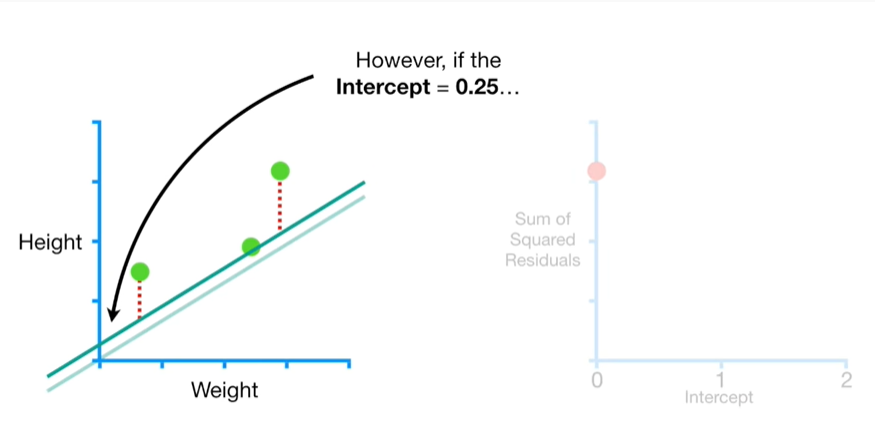 However, if the
Intercept = 0.25...
Height
Weight
Sum of
Squared
Residuals
0
1
2
Intercept